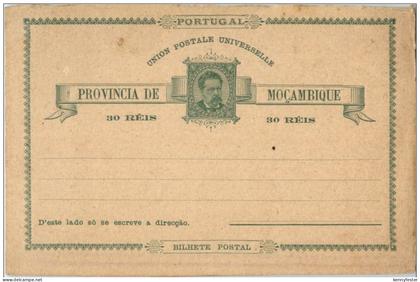 PORTUGAL
UNION POSTALE UNIVERSELLE
PROVINCIA DE MOÇAMBIQUE
30 RÉIS 30 RÉIS
D'este lado só se escreve a direcção.
BILHETE POSTAL